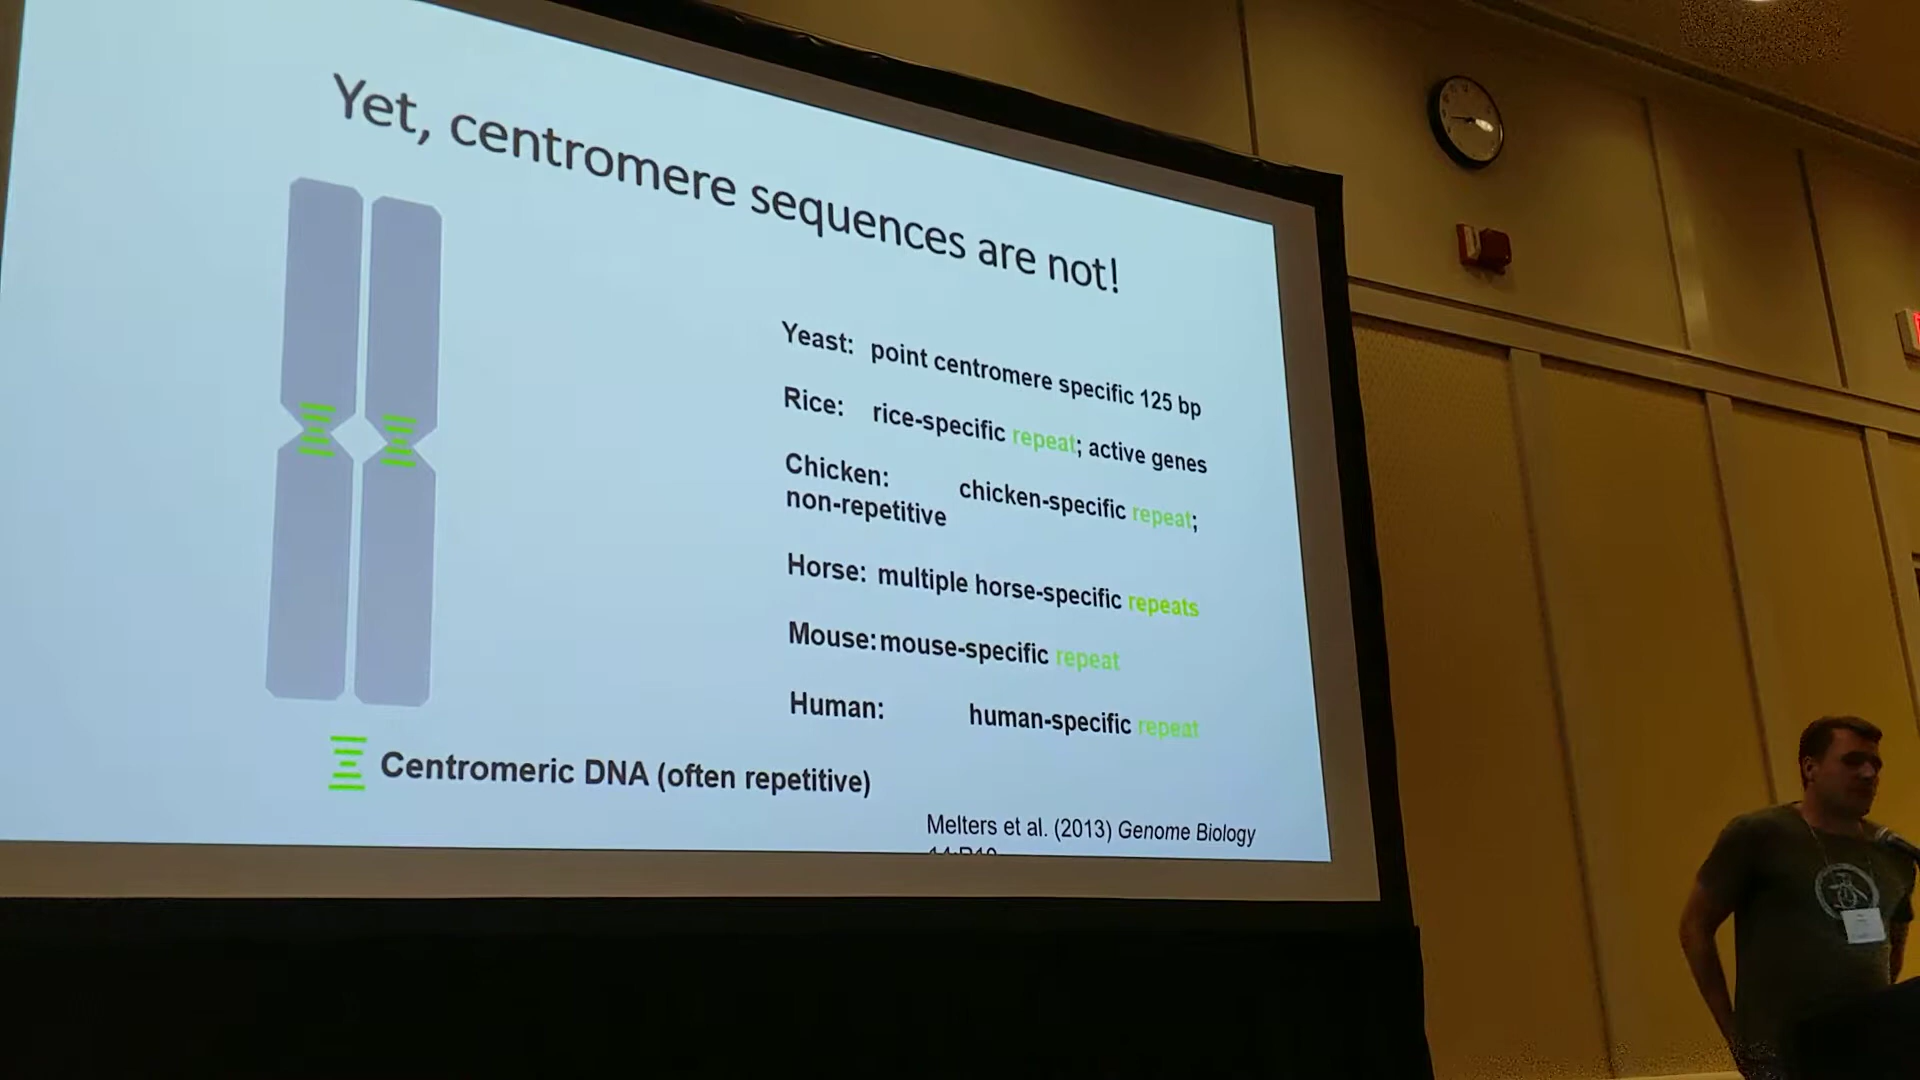 Yet, centromere sequences are not!
Yeast: point centromere specific 125 bp
Rice: rice-specific repeat; active genes
Chicken: chicken-specific repeat;
non-repetitive
Horse: multiple horse-specific repeats
Mouse: mouse-specific repeat
Human: human-specific repeat
Centromeric DNA (often repetitive)
Melters et al. (2013) Genome Biology